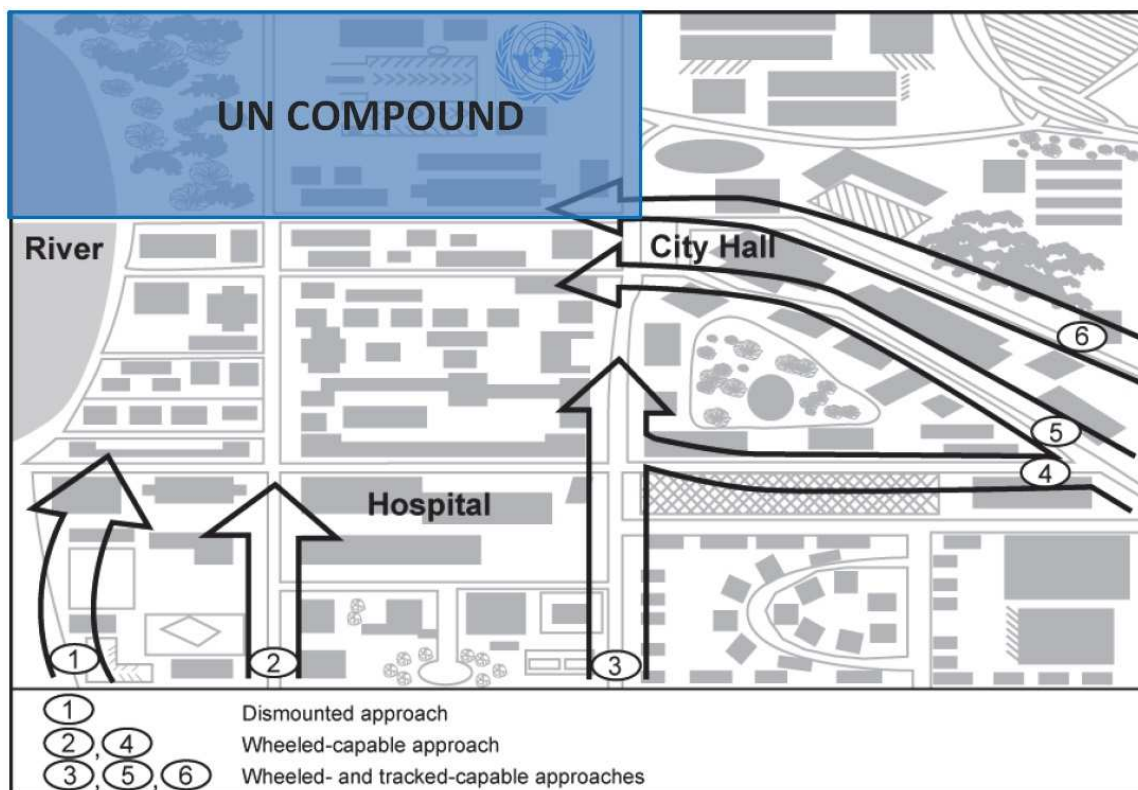 UN COMPOUND
River
City Hall
6
5
4
Hospital
1
2
3
1 Dismounted approach
2, 4 Wheeled-capable approach
3, 5, 6 Wheeled- and tracked-capable approaches